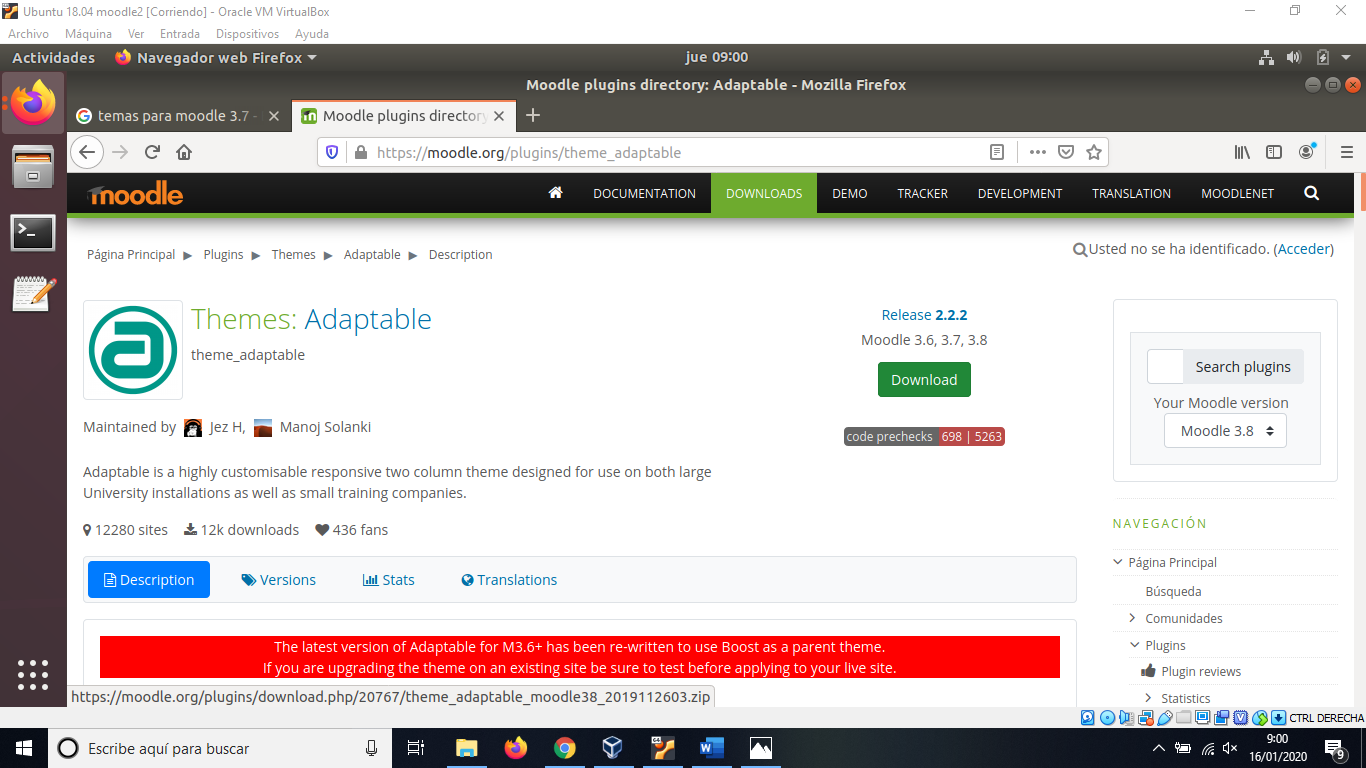 Ubuntu 18.04 moodle2 [Corriendo] - Oracle VM VirtualBox
Archivo Máquina Ver Entrada Dispositivos Ayuda
Actividades Navegador web Firefox jue 09:00
Moodle plugins directory: Adaptable - Mozilla Firefox
temas para moodle 3.7 -
Moodle plugins directory
https://moodle.org/plugins/theme_adaptable
moodle
DOCUMENTATION DOWNLOADS DEMO TRACKER DEVELOPMENT TRANSLATION MOODLENET
Página Principal ► Plugins ► Themes ► Adaptable ► Description
Usted no se ha identificado. (Acceder)
Themes: Adaptable
theme_adaptable
Release 2.2.2
Moodle 3.6, 3.7, 3.8
Download
Maintained by Jez H, Manoj Solanki
code prechecks 698 | 5263
Adaptable is a highly customisable responsive two column theme designed for use on both large
University installations as well as small training companies.
12280 sites 12k downloads 436 fans
Description Versions Stats Translations
The latest version of Adaptable for M3.6+ has been re-written to use Boost as a parent theme.
If you are upgrading the theme on an existing site be sure to test before applying to your live site.
Search plugins
Your Moodle version
Moodle 3.8
NAVEGACIÓN
Página Principal
Búsqueda
Comunidades
Plugins
Plugin reviews
Statistics
https://moodle.org/plugins/download.php/20767/theme_adaptable_moodle38_2019112603.zip
CTRL DERECHA
Escribe aquí para buscar
9:00
16/01/2020
9